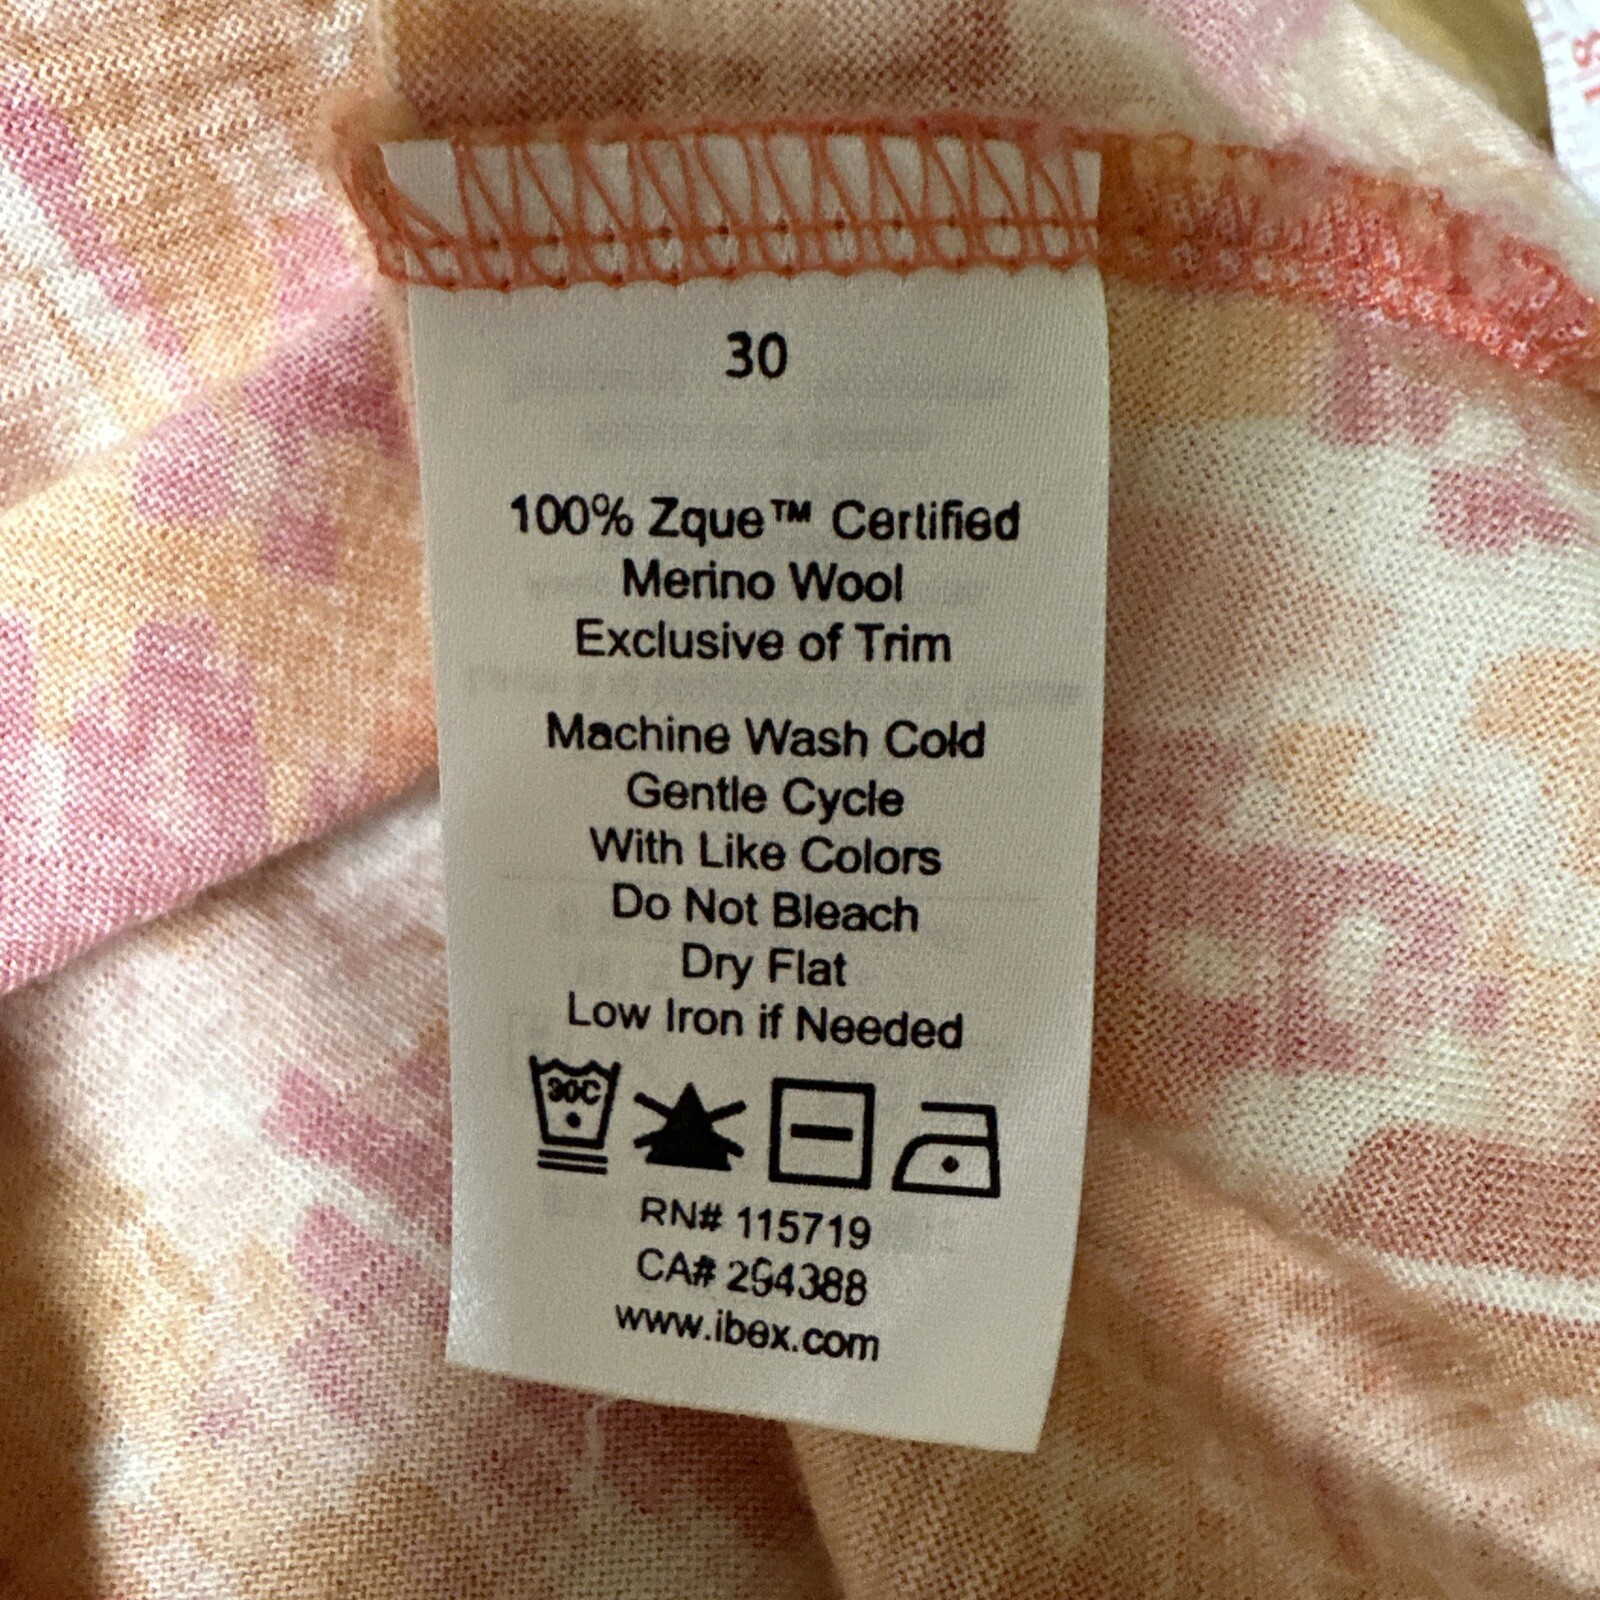 30
100% Zque™ Certified
Merino Wool
Exclusive of Trim
Machine Wash Cold
Gentle Cycle
With Like Colors
Do Not Bleach
Dry Flat
Low Iron if Needed
30C
RN# 115719
CA# 294388
www.ibex.com
18